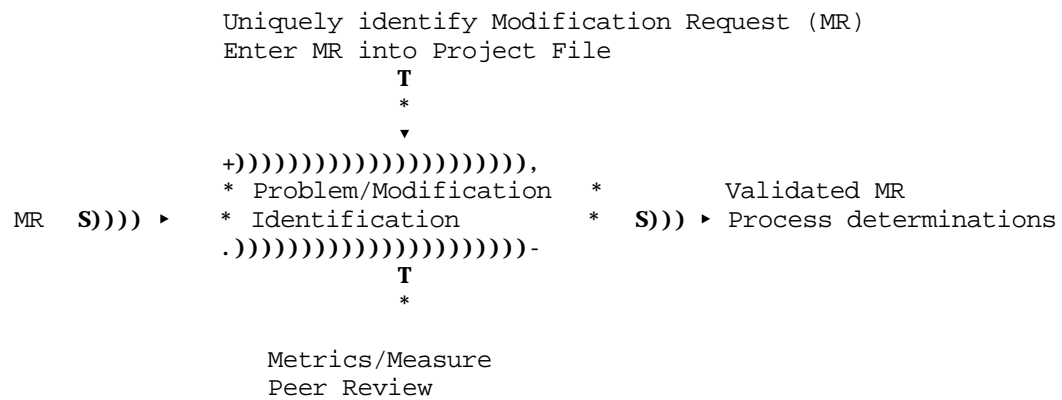 Uniquely identify Modification Request (MR)
Enter MR into Project File
T
*
▼
+)))))))))))))))))))))),
* Problem/Modification * Validated MR
MR S)))) ► * Identification * S))) ► Process determinations
.))))))))))))))))))))))-
T
*
Metrics/Measure
Peer Review